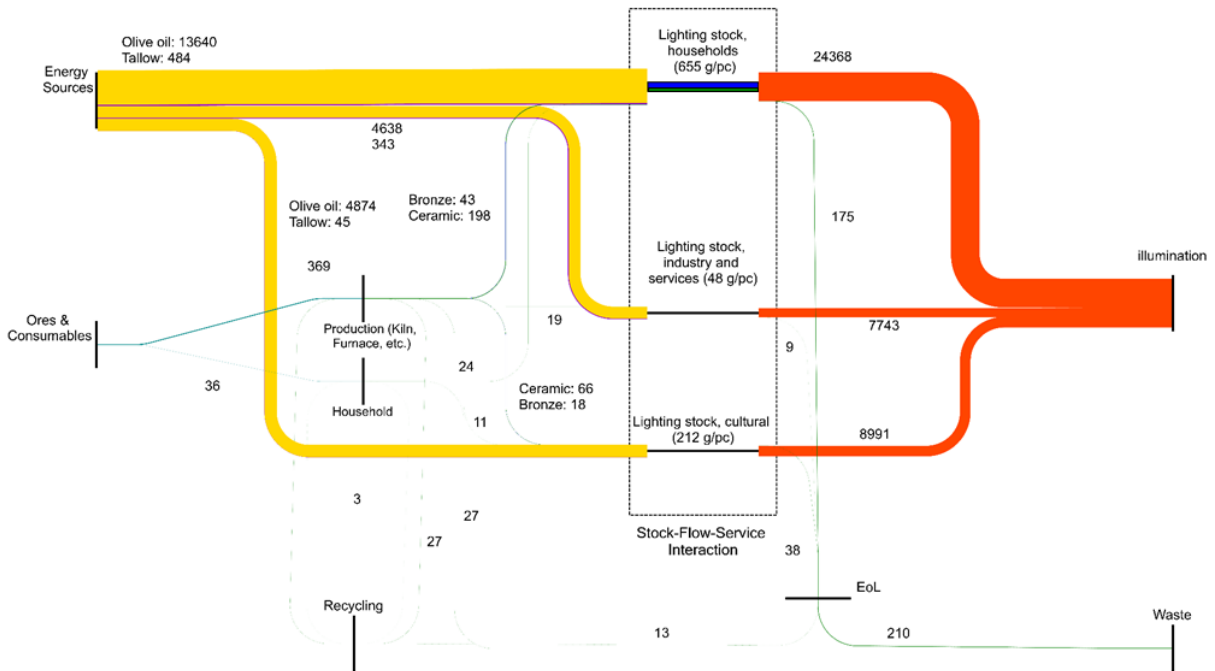 Olive oil: 13640
Tallow: 484
Energy
Sources
Lighting stock,
households
(655 g/pc)
24368
4638
343
Olive oil: 4874
Tallow: 45
Bronze: 43
Ceramic: 198
175
369
Lighting stock,
industry and
services (48 g/pc)
illumination
Ores &
Consumables
Production (Kiln,
Furnace, etc.)
19
7743
9
24
36
Household
Ceramic: 66
Bronze: 18
11
Lighting stock, cultural
(212 g/pc)
8991
3
27
27
Stock-Flow-Service
Interaction
38
EoL
Recycling
13
210
Waste